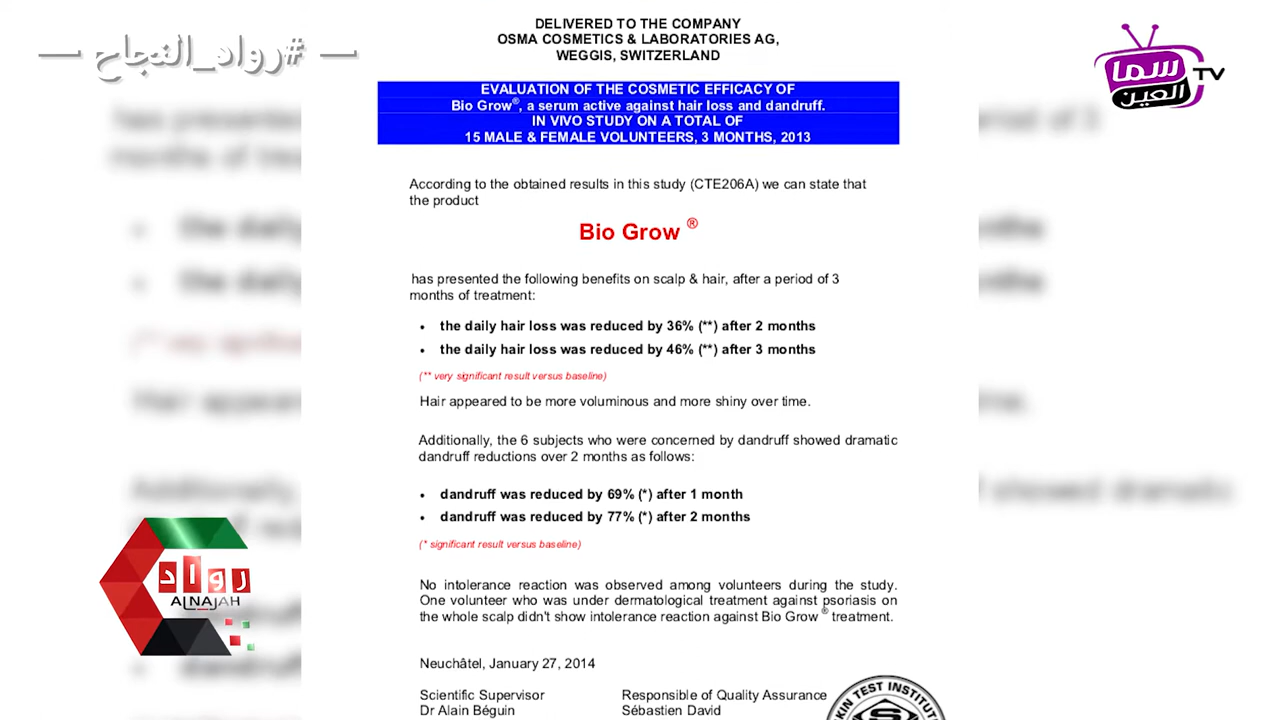 #رواد_النجاح
سما
العين
TV
DELIVERED TO THE COMPANY
OSMA COSMETICS & LABORATORIES AG,
WEGGIS, SWITZERLAND
EVALUATION OF THE COSMETIC EFFICACY OF
Bio Grow®, a serum active against hair loss and dandruff.
IN VIVO STUDY ON A TOTAL OF
15 MALE & FEMALE VOLUNTEERS, 3 MONTHS, 2013
According to the obtained results in this study (CTE206A) we can state that
the product
Bio Grow ®
has presented the following benefits on scalp & hair, after a period of 3
months of treatment:
• the daily hair loss was reduced by 36% (**) after 2 months
• the daily hair loss was reduced by 46% (**) after 3 months
(** very significant result versus baseline)
Hair appeared to be more voluminous and more shiny over time.
Additionally, the 6 subjects who were concerned by dandruff showed dramatic
dandruff reductions over 2 months as follows:
• dandruff was reduced by 69% (*) after 1 month
• dandruff was reduced by 77% (*) after 2 months
(* significant result versus baseline)
No intolerance reaction was observed among volunteers during the study.
One volunteer who was under dermatological treatment against psoriasis on
the whole scalp didn't show intolerance reaction against Bio Grow ® treatment.
رواد
ALNAJAH
Neuchâtel, January 27, 2014
Scientific Supervisor
Dr Alain Béguin
Responsible of Quality Assurance
Sébastien David
TEST